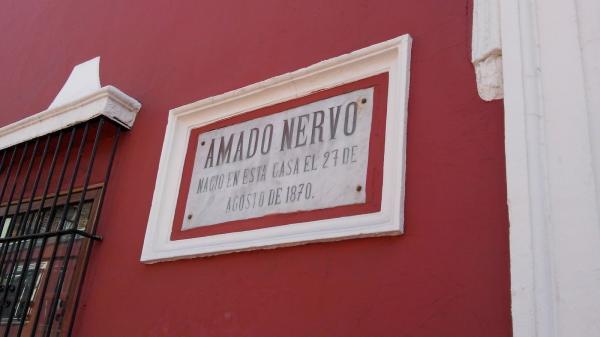 AMADO NERVO
NACIO EN ESTA CASA EL 27 DE
AGOSTO DE 1870.